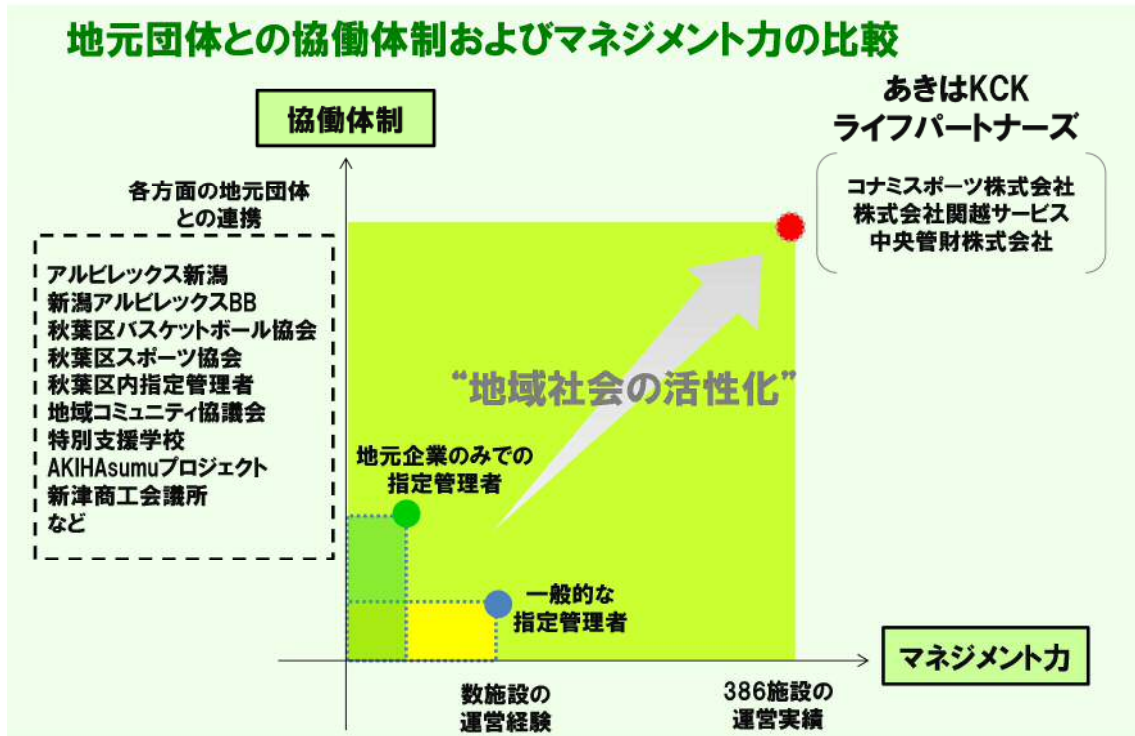 地元団体との協働体制およびマネジメント力の比較
協働体制
あきはKCK
ライフパートナーズ
コナミスポーツ株式会社
株式会社関越サービス
中央管財株式会社
各方面の地元団体
との連携
アルビレックス新潟
新潟アルビレックスBB
秋葉区バスケットボール協会
秋葉区スポーツ協会
秋葉区内指定管理者
地域コミュニティ協議会
特別支援学校
AKIHAsumuプロジェクト
新津商工会議所
など
“地域社会の活性化”
地元企業のみでの
指定管理者
一般的な
指定管理者
マネジメント力
数施設の
運営経験
386施設の
運営実績